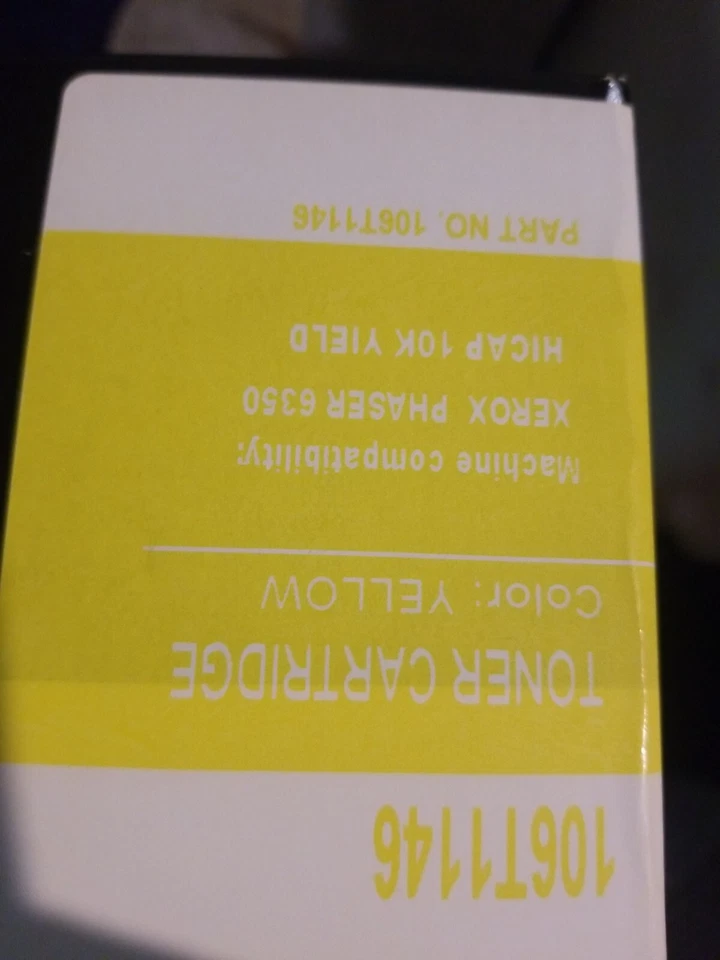 106T1146
TONER CARTRIDGE
Color: YELLOW
Machine compatibility:
XEROX PHASER 6350
HICAP 10K YIELD
PART NO. 106T1146